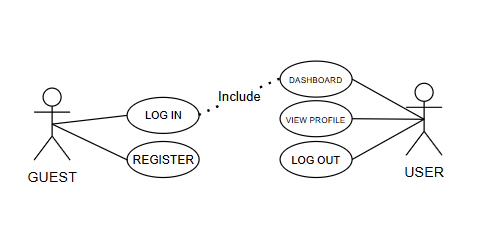 DASHBOARD
Include
LOG IN
VIEW PROFILE
REGISTER
LOG OUT
GUEST
USER